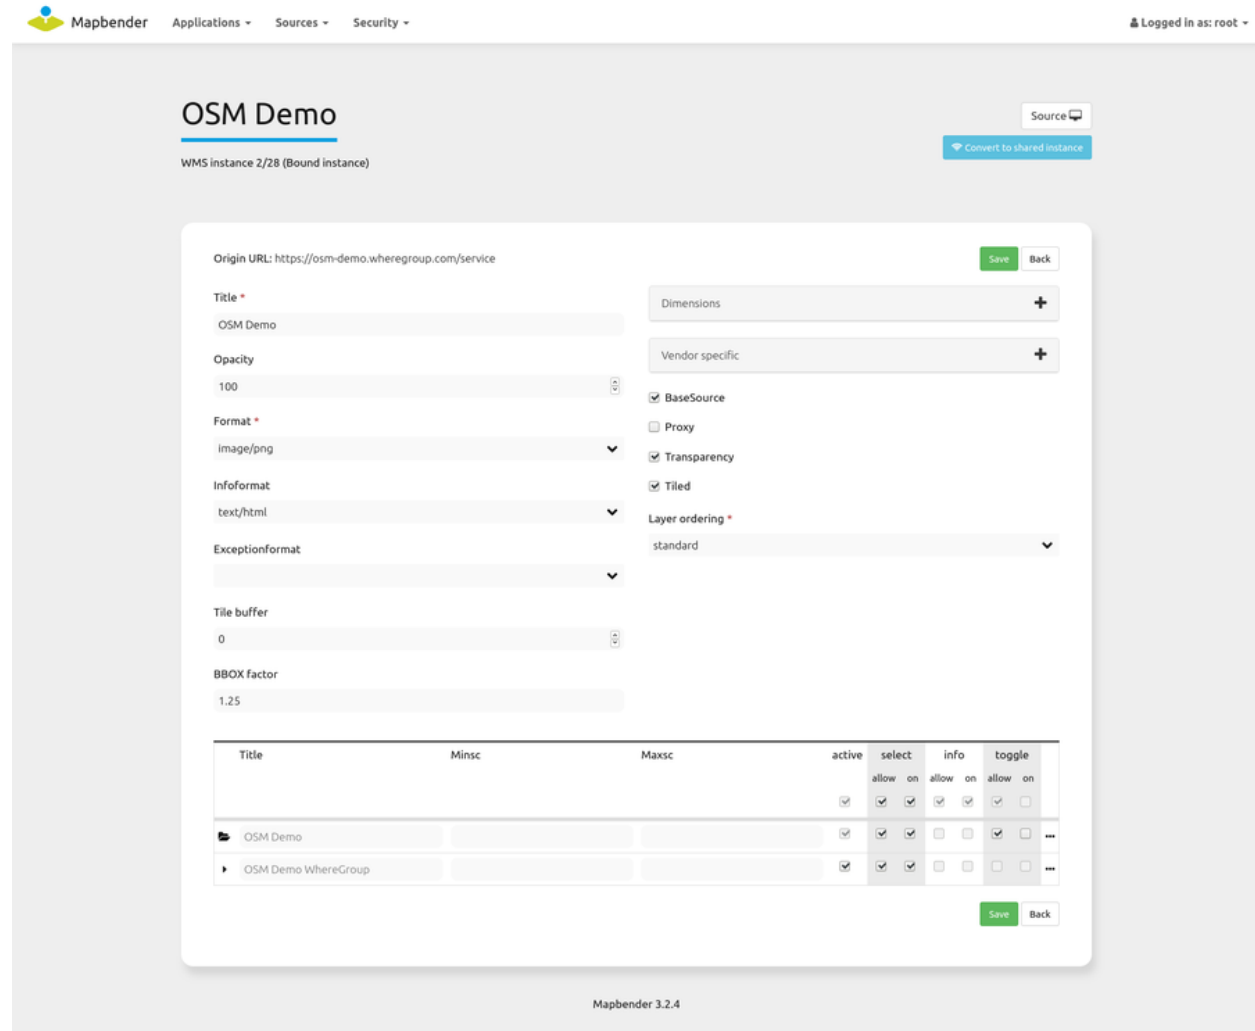 Mapbender Applications Sources Security Logged in as: root
OSM Demo
Source
Convert to shared instance
WMS instance 2/28 (Bound instance)
Origin URL: https://osm-demo.wheregroup.com/service
Save Back
Title *
OSM Demo
Opacity
100
Format *
image/png
Infoformat
text/html
Exceptionformat
Tile buffer
0
BBOX factor
1.25
Dimensions
Vendor specific
BaseSource
Proxy
Transparency
Tiled
Layer ordering *
standard
Title Minsc Maxsc active select info toggle
allow on allow on allow on
OSM Demo
OSM Demo WhereGroup
Save Back
Mapbender 3.2.4